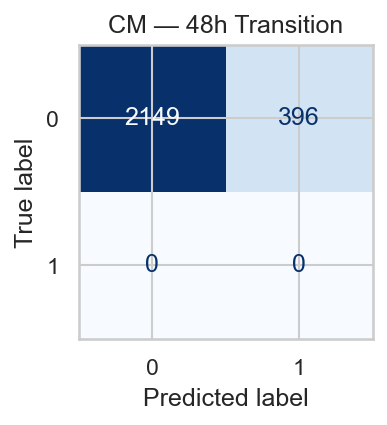 CM — 48h Transition
True label
0
2149 396
1
0 0
0 1
Predicted label